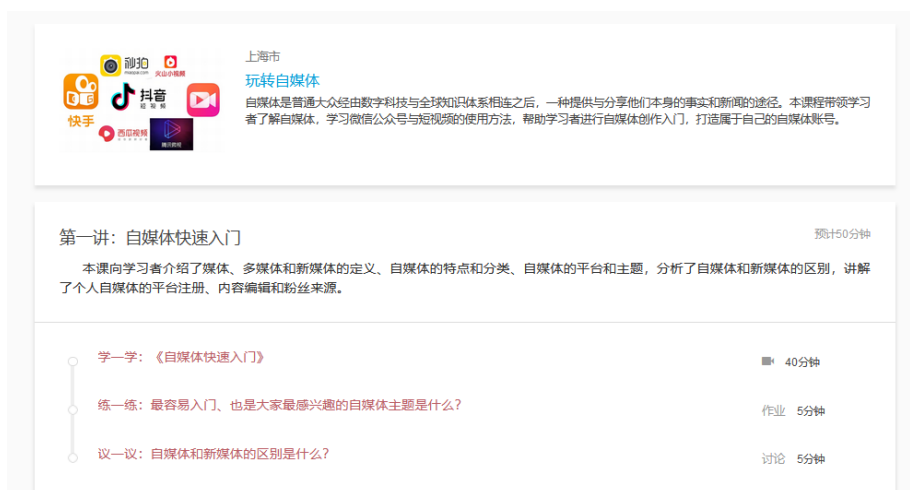 秒拍
miaopai.com
火山小视频
快手
抖音
短视频
西瓜视频
上海市
玩转自媒体
自媒体是普通大众经由数字科技与全球知识体系相连之后，一种提供与分享他们本身的事实和新闻的途径。本课程带领学习
者了解自媒体，学习微信公众号与短视频的使用方法，帮助学习者进行自媒体创作入门，打造属于自己的自媒体账号。
第一讲：自媒体快速入门
预计50分钟
本课向学习者介绍了媒体、多媒体和新媒体的定义、自媒体的特点和分类、自媒体的平台和主题，分析了自媒体和新媒体的区别，讲解
了个人自媒体的平台注册、内容编辑和粉丝来源。
学一学：《自媒体快速入门》
40分钟
练一练：最容易入门、也是大家最感兴趣的自媒体主题是什么？
作业 5分钟
议一议：自媒体和新媒体的区别是什么？
讨论 5分钟